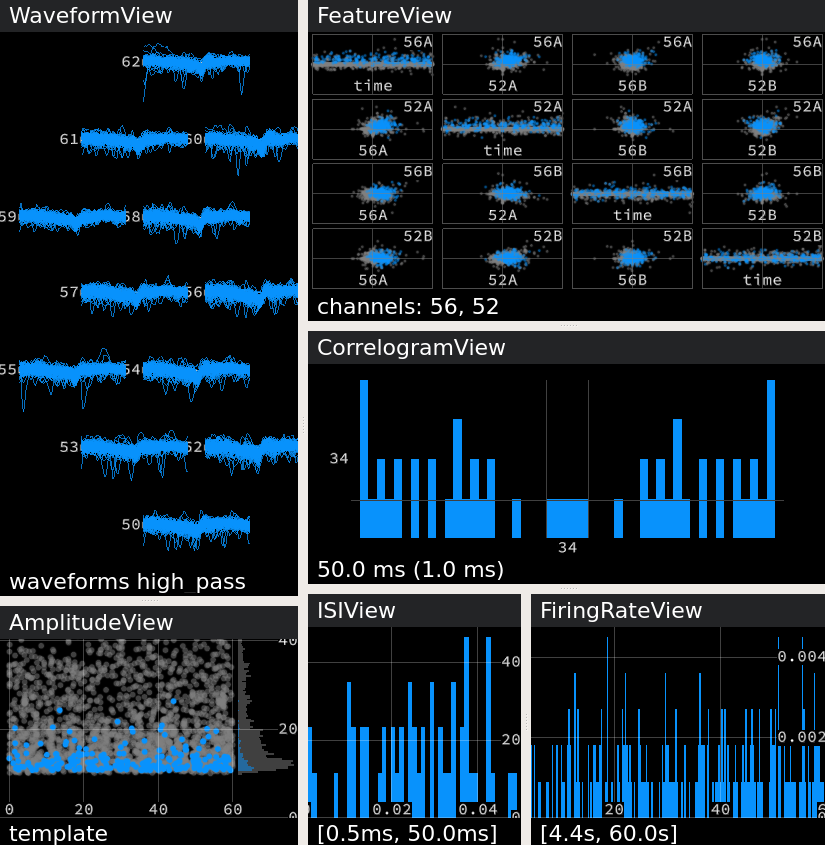 WaveformView
62
61
60
59
58
57
56
55
54
53
52
50
waveforms high_pass
FeatureView
56A 56A 56A 56A
time 52A 56B 52B
52A 52A 52A 52A
56A time 56B 52B
56B 56B 56B 56B
56A 52A time 52B
52B 52B 52B 52B
56A 52A 56B time
channels: 56, 52
CorrelogramView
34
34
50.0 ms (1.0 ms)
AmplitudeView
40
20
0 20 40 60
template
ISIView
40
20
0.02 0.04
[0.5ms, 50.0ms]
FiringRateView
0.004
0.002
20 40
[4.4s, 60.0s]